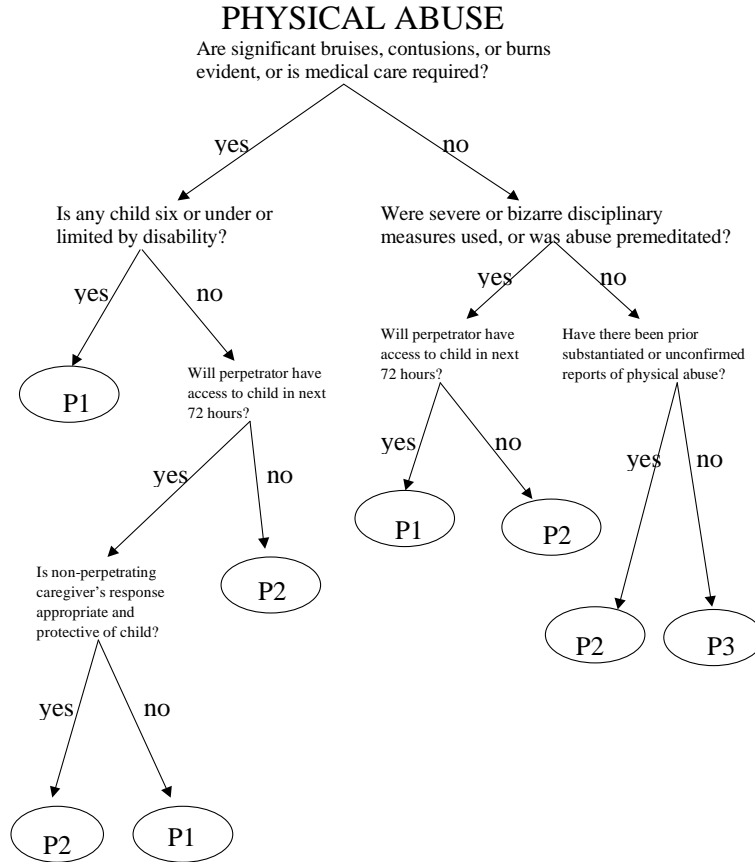 PHYSICAL ABUSE
Are significant bruises, contusions, or burns
evident, or is medical care required?
yes
no
Is any child six or under or
limited by disability?
Were severe or bizarre disciplinary
measures used, or was abuse premeditated?
yes
no
yes
no
P1
Will perpetrator have
access to child in next
72 hours?
Will perpetrator have
access to child in next
72 hours?
Have there been prior
substantiated or unconfirmed
reports of physical abuse?
yes
no
yes
no
yes
no
P1
P2
Is non-perpetrating
caregiver's response
appropriate and
protective of child?
P2
P2
P3
yes
no
P2
P1